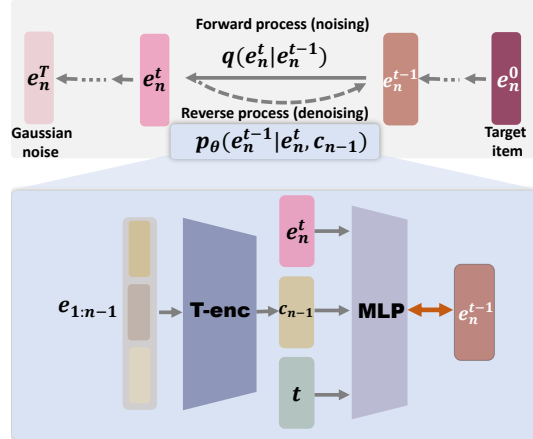 Forward process (noising)
q(e_n^t|e_n^{t-1})
e_n^T
e_n^t
e_n^{t-1}
e_n^0
Reverse process (denoising)
Gaussian noise
Target item
p_θ(e_n^{t-1}|e_n^t, c_{n-1})
e_n^t
e_{1:n-1}
T-enc
c_{n-1}
MLP
e_n^{t-1}
t